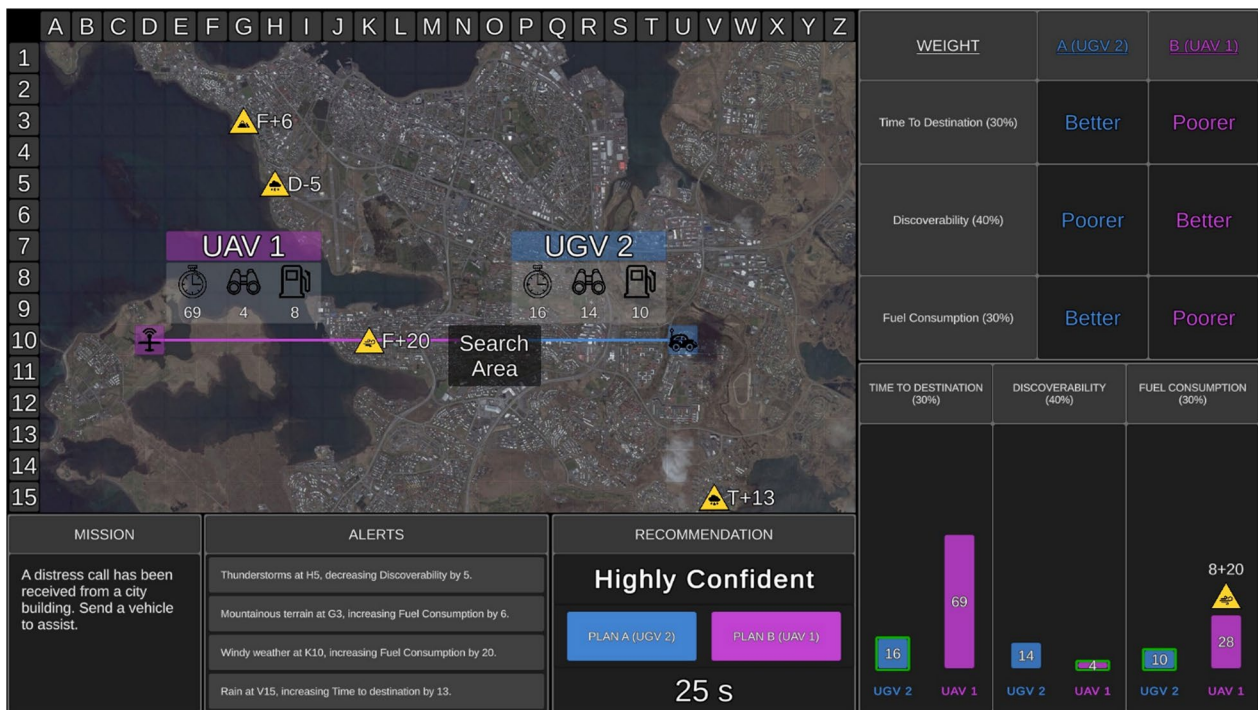 A B C D E F G H I J K L M N O P Q R S T U V W X Y Z
1
2
3
4
5
6
7
8
9
10
11
12
13
14
15
F+6
D-5
UAV 1
69 4 8
UGV 2
16 14 10
F+20
Search
Area
T+13
WEIGHT A (UGV 2) B (UAV 1)
Time To Destination (30%) Better Poorer
Discoverability (40%) Poorer Better
Fuel Consumption (30%) Better Poorer
MISSION
A distress call has been
received from a city
building. Send a vehicle
to assist.
ALERTS
Thunderstorms at H5, decreasing Discoverability by 5.
Mountainous terrain at G3, increasing Fuel Consumption by 6.
Windy weather at K10, increasing Fuel Consumption by 20.
Rain at V15, increasing Time to destination by 13.
RECOMMENDATION
Highly Confident
PLAN A (UGV 2) PLAN B (UAV 1)
25 s
TIME TO DESTINATION
(30%)
16 69
UGV 2 UAV 1
DISCOVERABILITY
(40%)
14 4
UGV 2 UAV 1
FUEL CONSUMPTION
(30%)
8+20
10 28
UGV 2 UAV 1